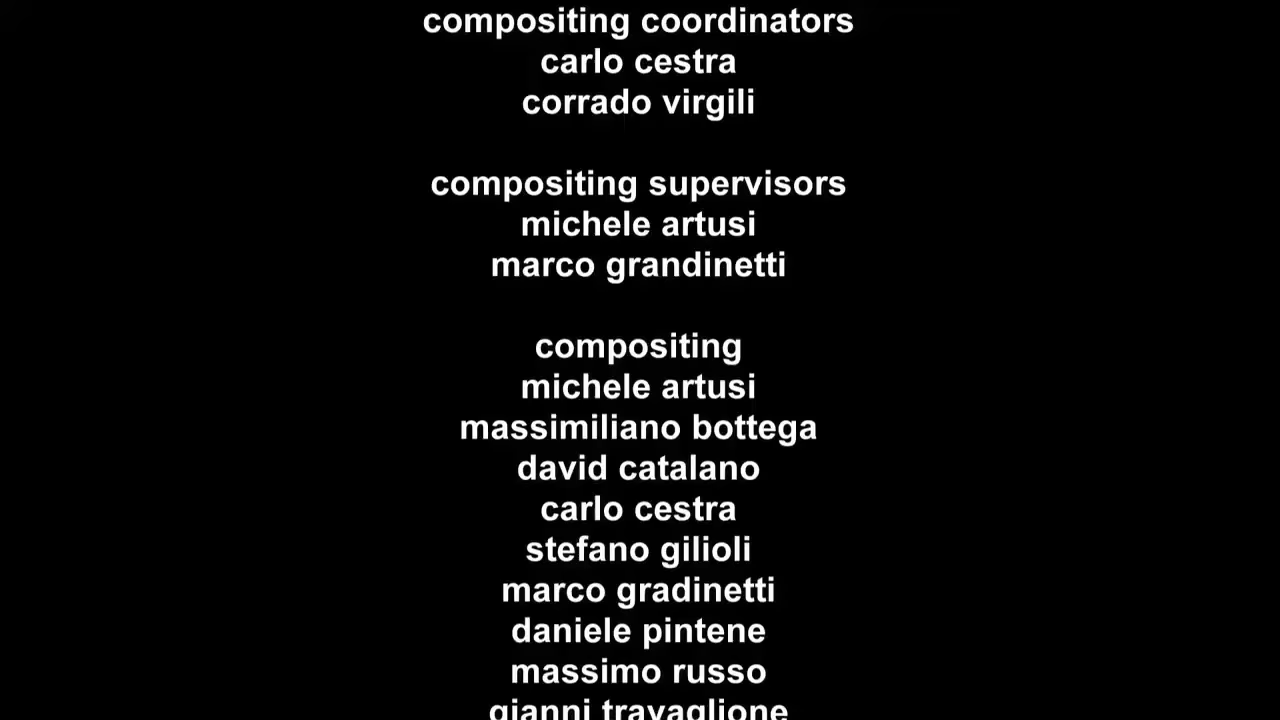 compositing coordinators
carlo cestra
corrado virgili
compositing supervisors
michele artusi
marco grandinetti
compositing
michele artusi
massimiliano bottega
david catalano
carlo cestra
stefano gilioli
marco gradinetti
daniele pintene
massimo russo
gianni travaglione